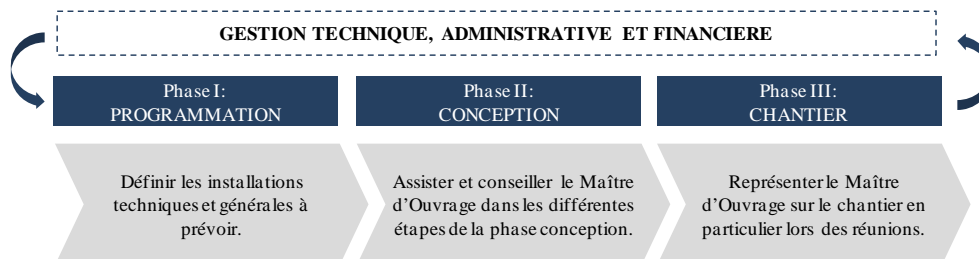 GESTION TECHNIQUE, ADMINISTRATIVE ET FINANCIERE
Phase I:
PROGRAMMATION
Phase II:
CONCEPTION
Phase III:
CHANTIER
Définir les installations
techniques et générales à
prévoir.
Assister et conseiller le Maître
d'Ouvrage dans les différentes
étapes de la phase conception.
Représenter le Maître
d'Ouvrage sur le chantier en
particulier lors des réunions.